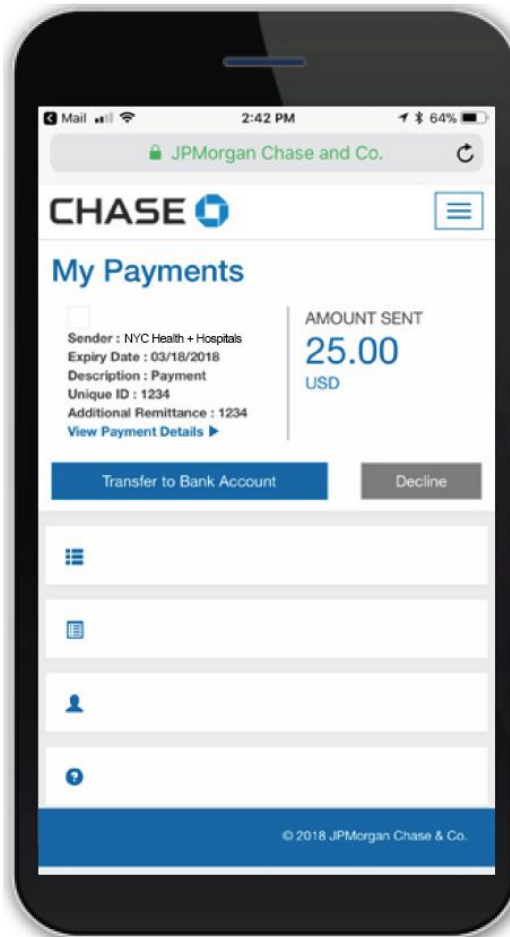 Mail 2:42 PM 64%
JPMorgan Chase and Co.
CHASE
My Payments
Sender : NYC Health + Hospitals
Expiry Date : 03/18/2018
Description : Payment
Unique ID : 1234
Additional Remittance : 1234
View Payment Details
AMOUNT SENT
25.00
USD
Transfer to Bank Account
Decline
© 2018 JPMorgan Chase & Co.